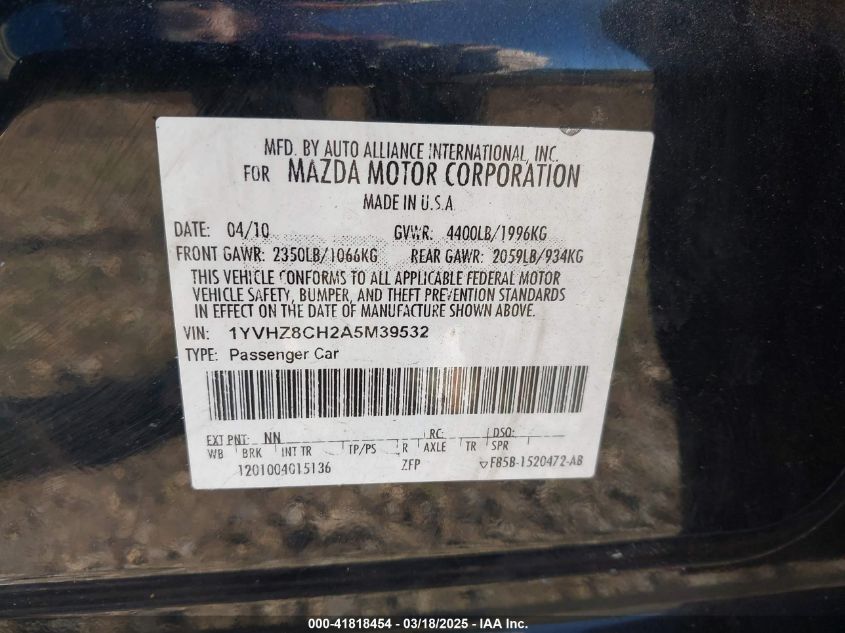 MFD. BY AUTO ALLIANCE INTERNATIONAL, INC.
FOR MAZDA MOTOR CORPORATION
MADE IN U.S.A
DATE: 04/10 GVWR: 4400LB/1996KG
FRONT GAWR: 2350LB/1066KG REAR GAWR: 2059LB/934KG
THIS VEHICLE CONFORMS TO ALL APPLICABLE FEDERAL MOTOR
VEHICLE SAFETY, BUMPER, AND THEFT PREVENTION STANDARDS
IN EFFECT ON THE DATE OF MANUFACTURE SHOWN ABOVE.
VIN: 1YVHZ8CH2A5M39532
TYPE: Passenger Car
EXT PNT: NN RC: DSO:
WB BRK INT TR TP/PS R AXLE TR SPR
1201004015136 ZFP F85B-1520472-AB
000-41818454 - 03/18/2025 - IAA Inc.